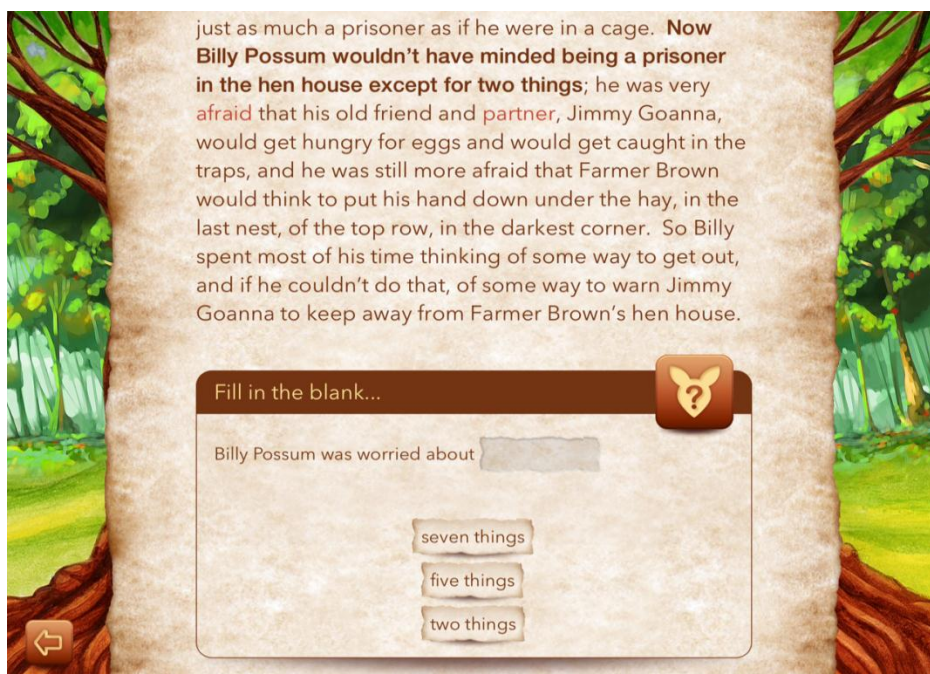 just as much a prisoner as if he were in a cage.  Now
Billy Possum wouldn't have minded being a prisoner
in the hen house except for two things; he was very
afraid that his old friend and partner, Jimmy Goanna,
would get hungry for eggs and would get caught in the
traps, and he was still more afraid that Farmer Brown
would think to put his hand down under the hay, in the
last nest, of the top row, in the darkest corner.  So Billy
spent most of his time thinking of some way to get out,
and if he couldn't do that, of some way to warn Jimmy
Goanna to keep away from Farmer Brown's hen house.
Fill in the blank...
?
Billy Possum was worried about
seven things
five things
two things